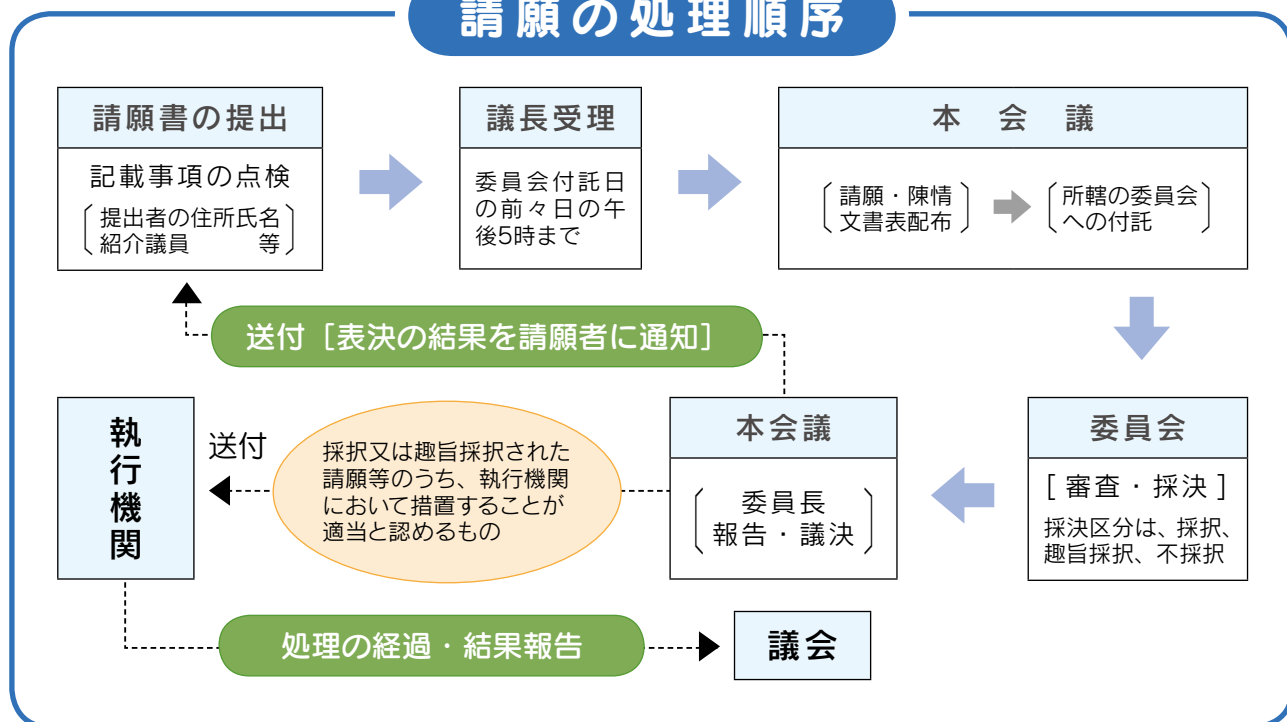 請願の処理順序
請願書の提出
記載事項の点検
提出者の住所氏名
紹介議員 等
議長受理
委員会付託日
の前々日の午
後5時まで
本会議
請願・陳情
文書表配布
所轄の委員会
への付託
送付［表決の結果を請願者に通知］
執行機関
送付
採択又は趣旨採択された
請願等のうち、執行機関
において措置することが
適当と認めるもの
本会議
委員長
報告・議決
委員会
［審査・採決］
採決区分は、採択、
趣旨採択、不採択
処理の経過・結果報告
議会